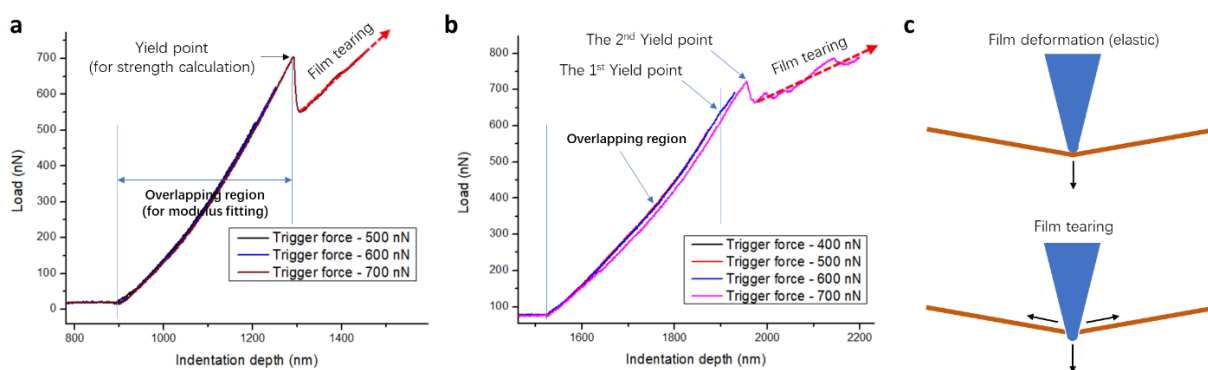 a
Yield point
(for strength calculation)
Film tearing
Overlapping region
(for modulus fitting)
Trigger force - 500 nN
Trigger force - 600 nN
Trigger force - 700 nN
700
600
500
400
300
200
100
0
Load (nN)
800
1000
1200
1400
Indentation depth (nm)
b
The 2nd Yield point
The 1st Yield point
Film tearing
Overlapping region
Trigger force - 400 nN
Trigger force - 500 nN
Trigger force - 600 nN
Trigger force - 700 nN
800
700
600
500
400
300
200
100
Load (nN)
1600
1800
2000
2200
Indentation depth (nm)
c
Film deformation (elastic)
Film tearing